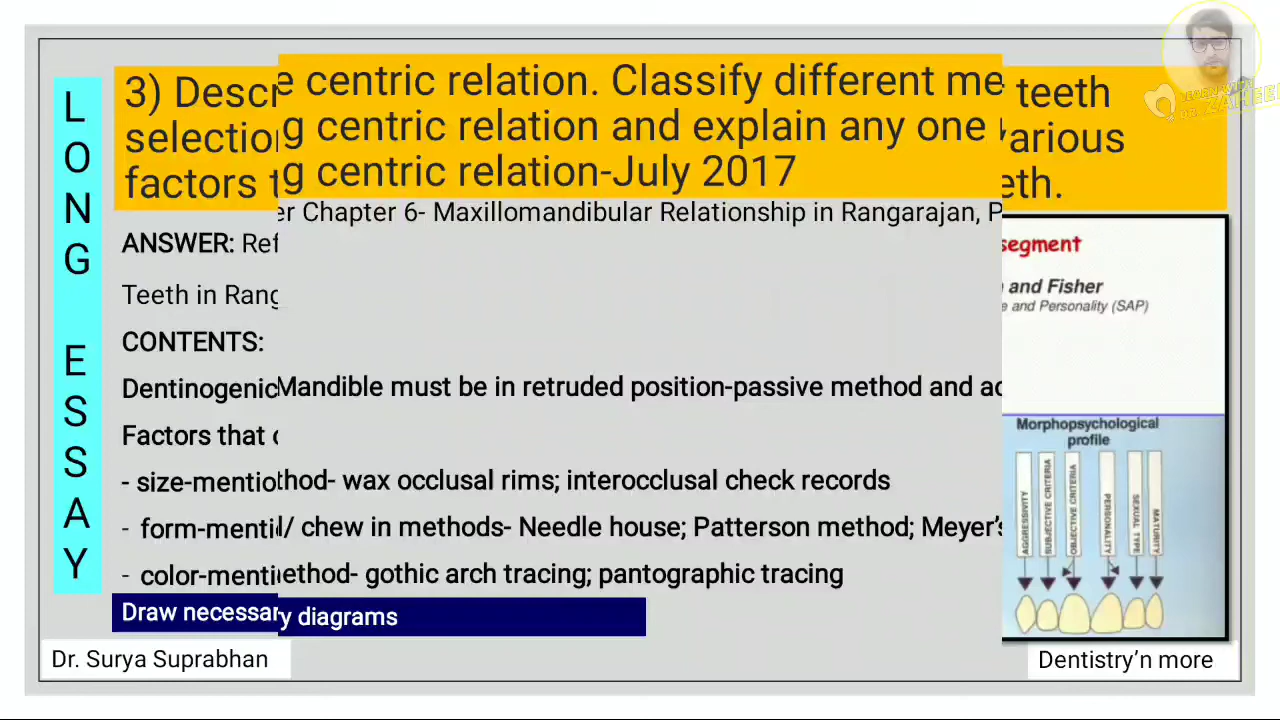 LONG ESSAY
3) Descr
selection
factors t
e centric relation. Classify different me
g centric relation and explain any one
g centric relation-July 2017
teeth
various
eth.
er Chapter 6- Maxillomandibular Relationship in Rangarajan, P
ANSWER: Ref
Teeth in Rang
CONTENTS:
Dentinogenic
Mandible must be in retruded position-passive method and ac
Factors that
- size-mentio
thod- wax occlusal rims; interocclusal check records
- form-menti
l/ chew in methods- Needle house; Patterson method; Meyer's
- color-menti
ethod- gothic arch tracing; pantographic tracing
Draw necessar
y diagrams
segment
and Fisher
e and Personality (SAP)
Morphopsychological
profile
AGGRESSIVITY
SUBJECTIVE CRITERIA
OBJECTIVE CRITERIA
PERSONALITY
SEXUAL TYPE
MATURITY
Dr. Surya Suprabhan
Dentistry'n more